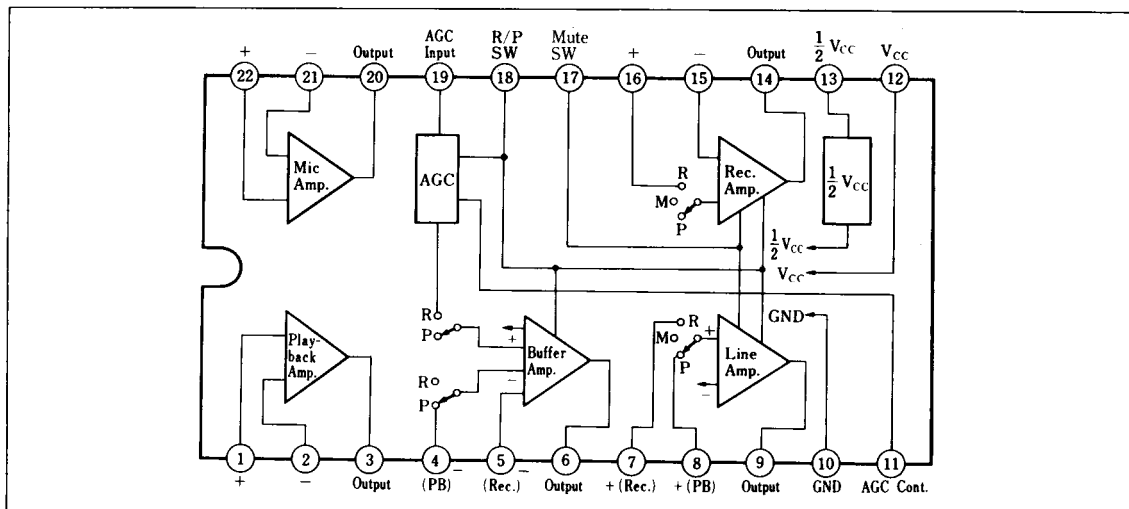 AGC R/P Mute
+ − Output Input SW SW + − Output ½ VCC VCC
22 21 20 19 18 17 16 15 14 13 12
Mic Amp.
AGC
R
M
P
Rec. Amp.
½ VCC
½ VCC
VCC
GND
Playback Amp.
R
P
R
P
+
Buffer Amp.
−
R
M
P
+
Line Amp.
−
1 2 3 4 − 5 − 6 7 8 9 10 11
+ − Output (PB) (Rec.) Output +(Rec.) +(PB) Output GND AGC Cont.